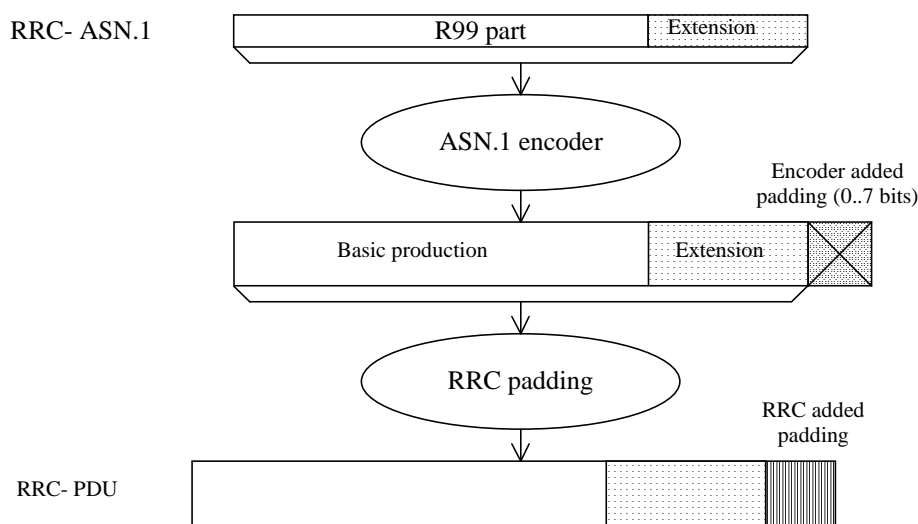 RRC- ASN.1
R99 part
Extension
ASN.1 encoder
Encoder added
padding (0..7 bits)
Basic production
Extension
RRC padding
RRC added
padding
RRC- PDU